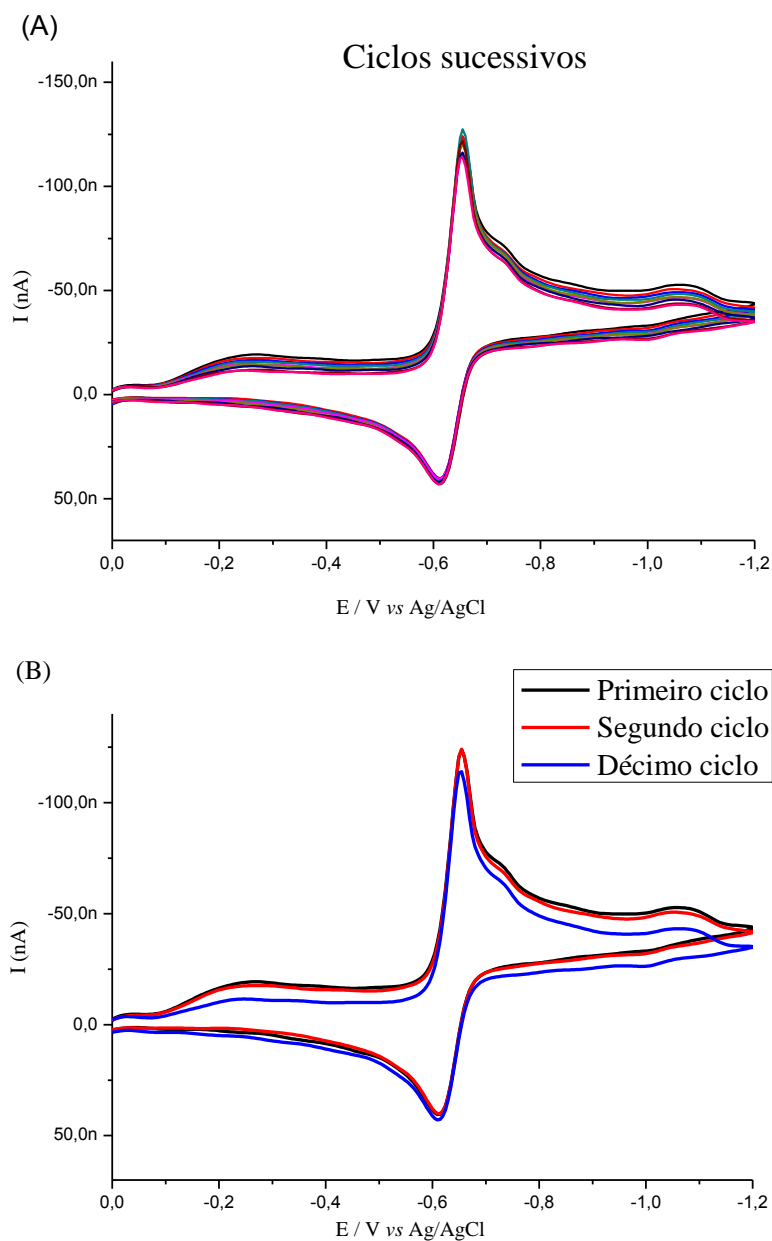 (A)
Ciclos sucessivos
-150,0n
-100,0n
-50,0n
0,0
50,0n
I (nA)
0,0 -0,2 -0,4 -0,6 -0,8 -1,0 -1,2
E / V vs Ag/AgCl
(B)
Primeiro ciclo
Segundo ciclo
Décimo ciclo
-100,0n
-50,0n
0,0
50,0n
I (nA)
0,0 -0,2 -0,4 -0,6 -0,8 -1,0 -1,2
E / V vs Ag/AgCl